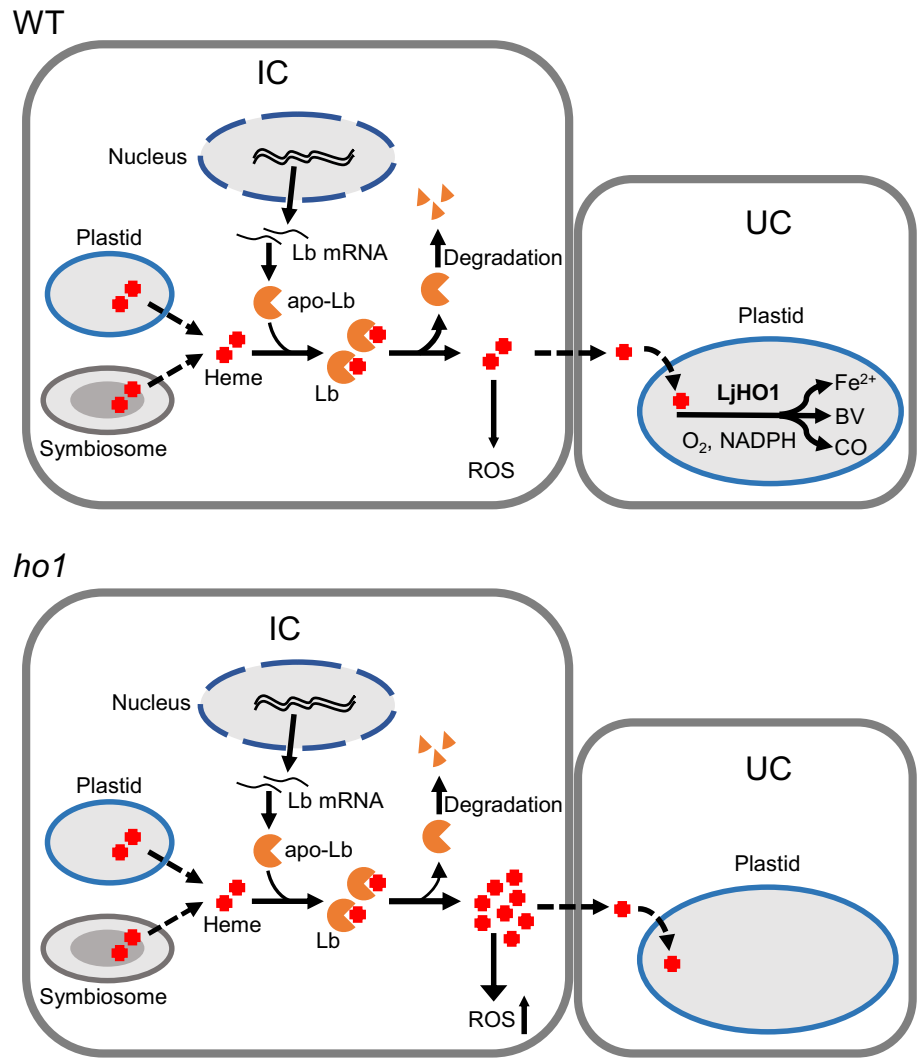 WT
IC
Nucleus
Lb mRNA
Degradation
Plastid
apo-Lb
Heme
Lb
Symbiosome
ROS
UC
Plastid
LjHO1
O₂, NADPH
Fe²⁺
BV
CO
ho1
IC
Nucleus
Lb mRNA
Degradation
Plastid
apo-Lb
Heme
Lb
Symbiosome
ROS
UC
Plastid